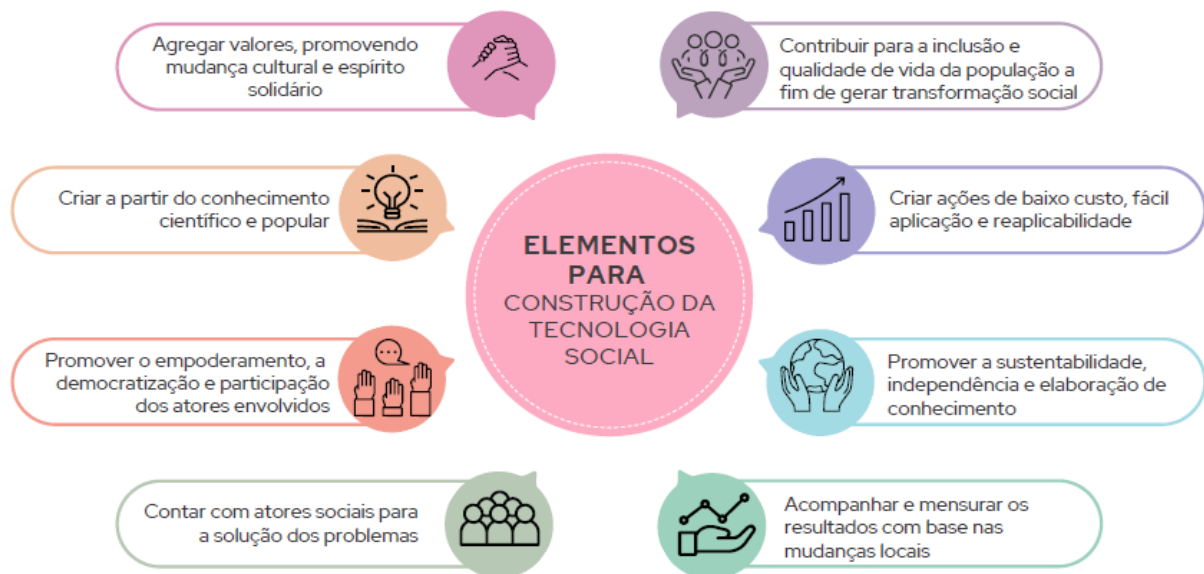 Agregar valores, promovendo
mudança cultural e espírito
solidário
Contribuir para a inclusão e
qualidade de vida da população a
fim de gerar transformação social
Criar a partir do conhecimento
científico e popular
Criar ações de baixo custo, fácil
aplicação e reaplicabilidade
ELEMENTOS
PARA
CONSTRUÇÃO DA
TECNOLOGIA
SOCIAL
Promover o empoderamento, a
democratização e participação
dos atores envolvidos
Promover a sustentabilidade,
independência e elaboração de
conhecimento
Contar com atores sociais para
a solução dos problemas
Acompanhar e mensurar os
resultados com base nas
mudanças locais